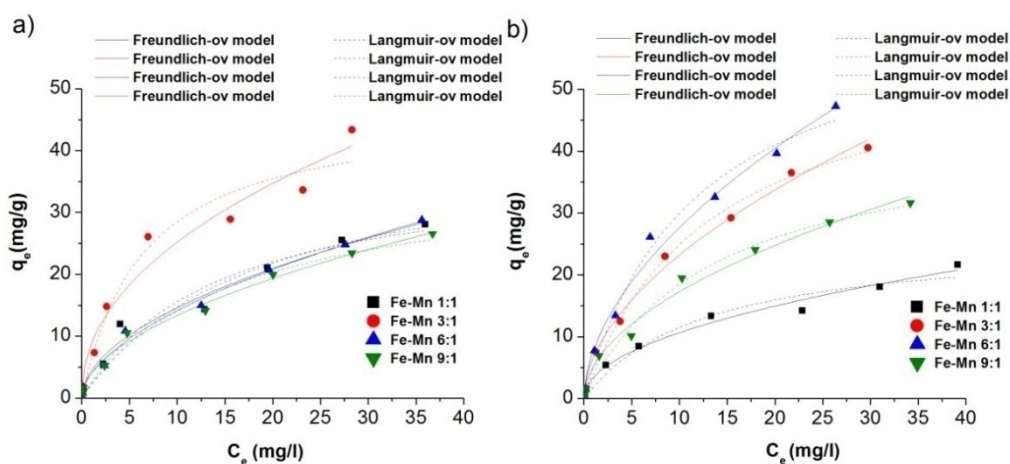 a)
Freundlich-ov model Langmuir-ov model
Freundlich-ov model Langmuir-ov model
Freundlich-ov model Langmuir-ov model
Freundlich-ov model Langmuir-ov model
50
40
30
20
10
0
qe (mg/g)
Fe-Mn 1:1
Fe-Mn 3:1
Fe-Mn 6:1
Fe-Mn 9:1
0 5 10 15 20 25 30 35 40
Ce (mg/l)
b)
Freundlich-ov model Langmuir-ov model
Freundlich-ov model Langmuir-ov model
Freundlich-ov model Langmuir-ov model
Freundlich-ov model Langmuir-ov model
50
40
30
20
10
0
qe (mg/g)
Fe-Mn 1:1
Fe-Mn 3:1
Fe-Mn 6:1
Fe-Mn 9:1
0 5 10 15 20 25 30 35 40
Ce (mg/l)